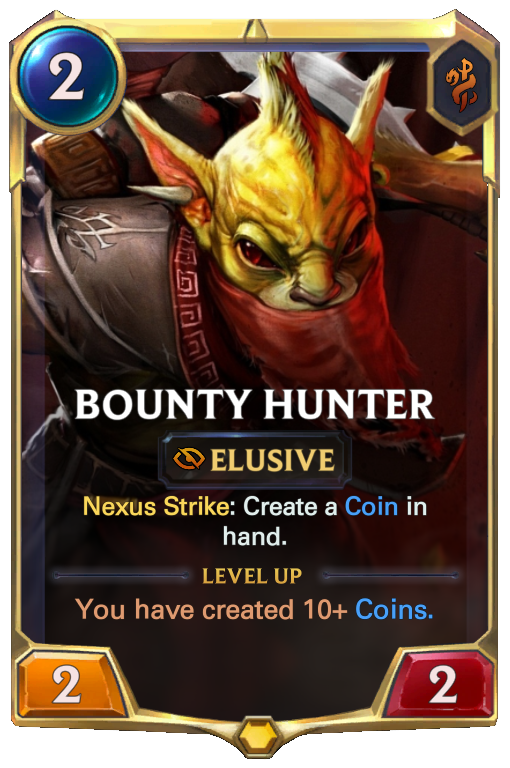 2
BOUNTY HUNTER
ELUSIVE
Nexus Strike: Create a Coin in
hand.
LEVEL UP
You have created 10+ Coins.
2
2